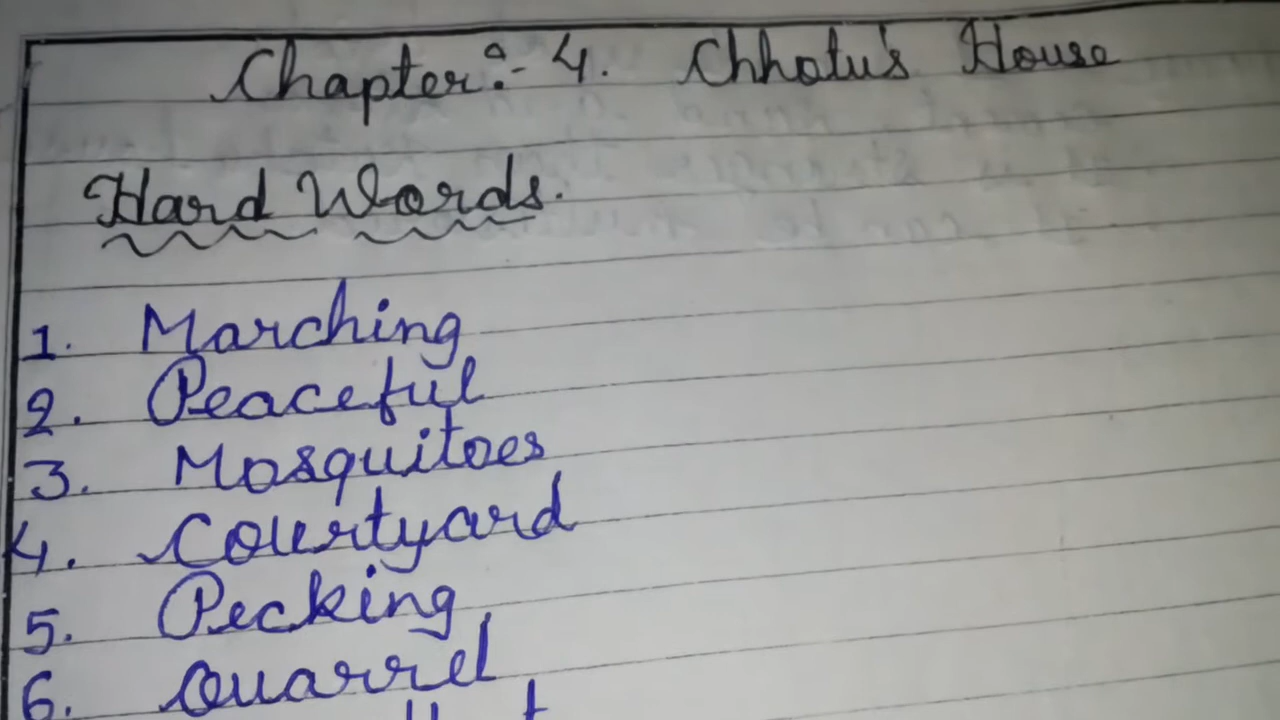 Chapter:- 4. Chhotu's House
Hard Words.
1. Marching
2. Peaceful
3. Mosquitoes
4. Courtyard
5. Pecking
6. Quarrel